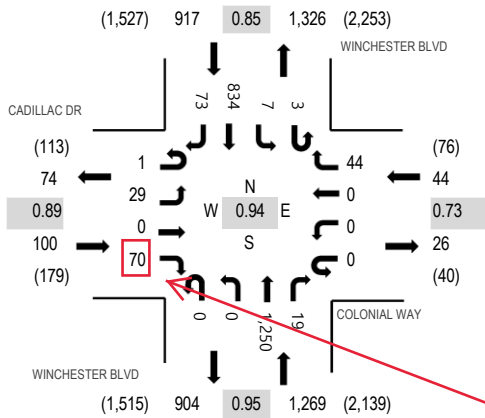 (1,527) 917 0.85 1,326 (2,253)
WINCHESTER BLVD
73 834 7 3
CADILLAC DR
(113)
74
0.89
100
(179)
1
29
0
70
N
W 0.94 E
S
44
0
0
0
(76)
44
0.73
26
(40)
0 0 1,250 19
COLONIAL WAY
WINCHESTER BLVD
(1,515) 904 0.95 1,269 (2,139)